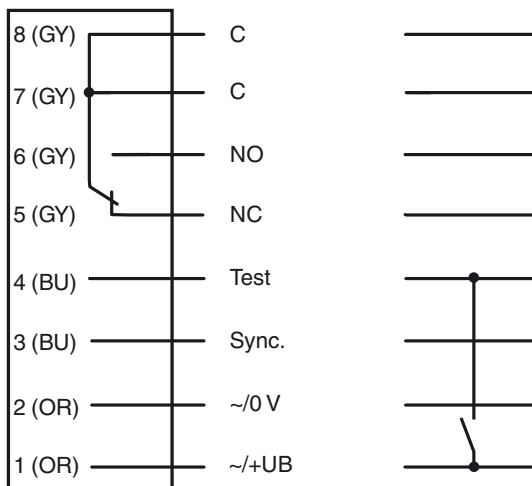 8 (GY) C
7 (GY) C
6 (GY) NO
5 (GY) NC
4 (BU) Test
3 (BU) Sync.
2 (OR) ~/0 V
1 (OR) ~/+UB